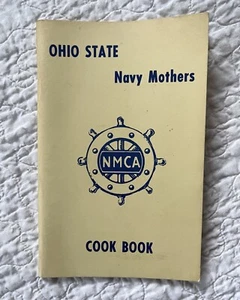 OHIO STATE
Navy Mothers
NMCA
COOK BOOK